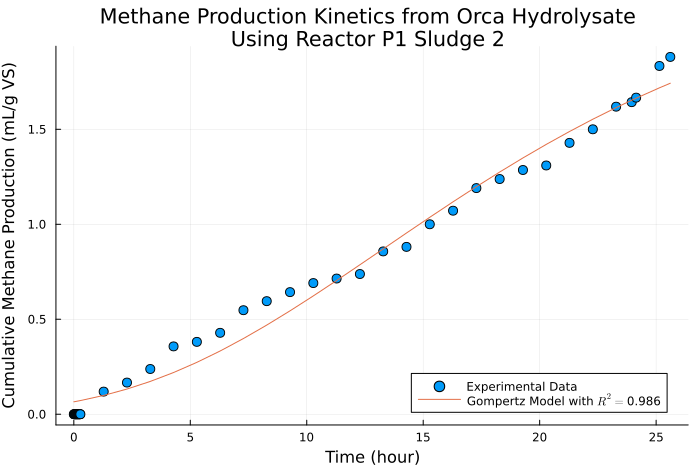 Methane Production Kinetics from Orca Hydrolysate
Using Reactor P1 Sludge 2
Cumulative Methane Production (mL/g VS)
1.5
1.0
0.5
0.0
0 5 10 15 20 25
Time (hour)
Experimental Data
Gompertz Model with R² = 0.986